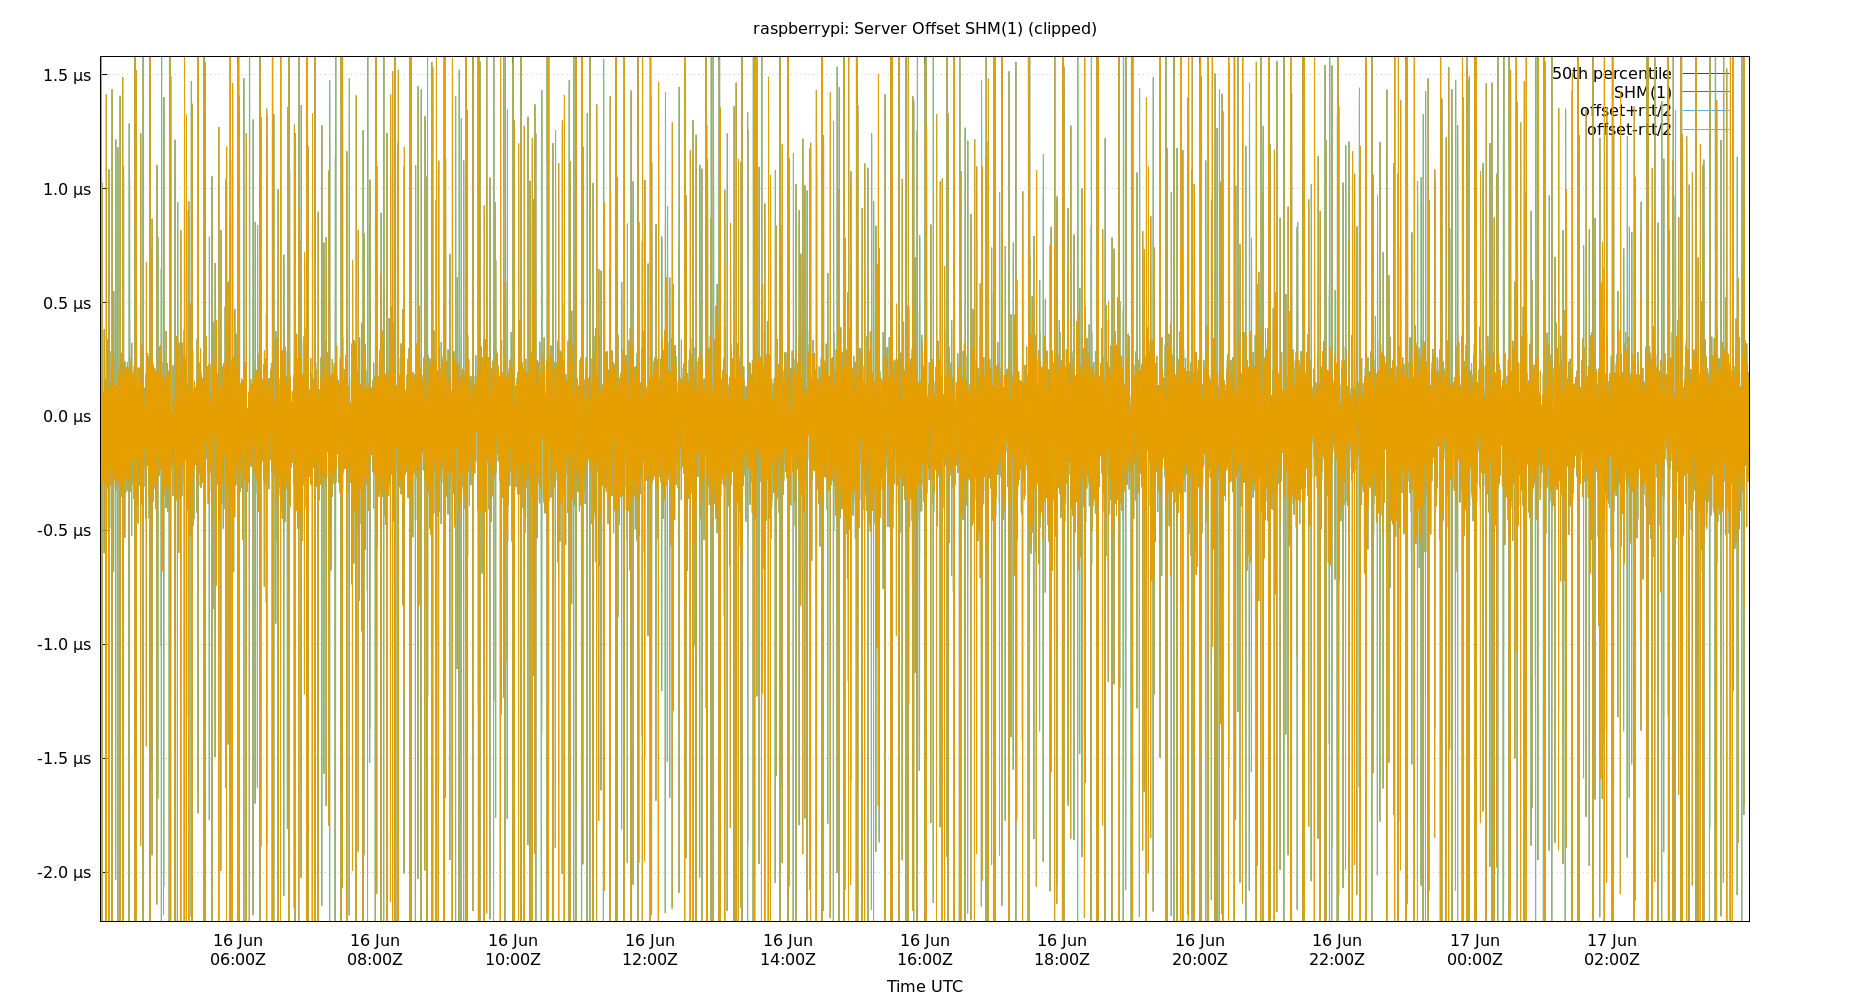 raspberrypi: Server Offset SHM(1) (clipped)
50th percentile
SHM(1)
offset+rtt/2
offset-rtt/2
1.5 µs
1.0 µs
0.5 µs
0.0 µs
-0.5 µs
-1.0 µs
-1.5 µs
-2.0 µs
16 Jun 16 Jun 16 Jun 16 Jun 16 Jun 16 Jun 16 Jun 16 Jun 16 Jun 17 Jun 17 Jun
06:00Z 08:00Z 10:00Z 12:00Z 14:00Z 16:00Z 18:00Z 20:00Z 22:00Z 00:00Z 02:00Z
Time UTC